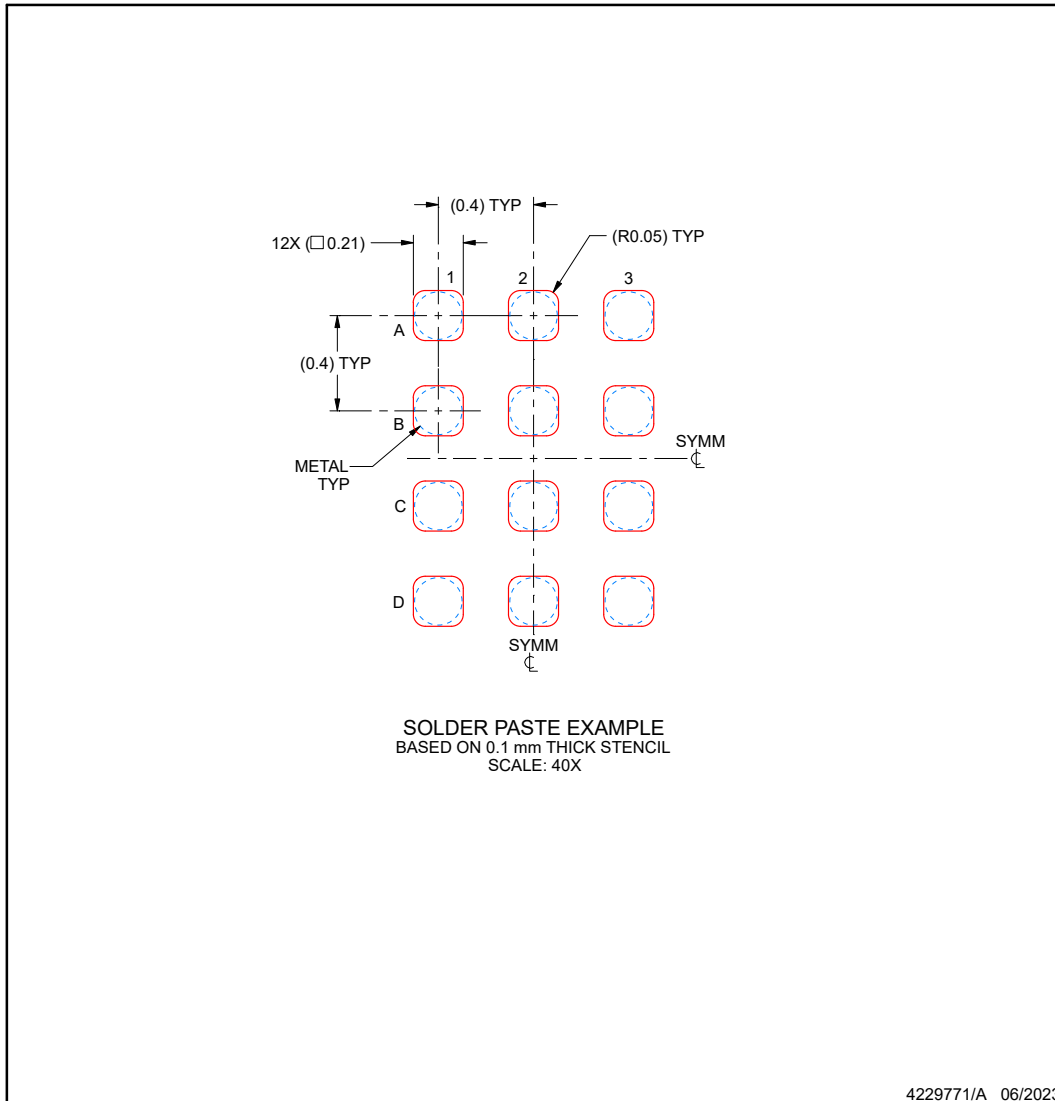 (0.4) TYP
12X (□0.21)
(R0.05) TYP
1
2
3
A
(0.4) TYP
B
SYMM
℄
METAL
TYP
C
D
SYMM
℄
SOLDER PASTE EXAMPLE
BASED ON 0.1 mm THICK STENCIL
SCALE: 40X
4229771/A 06/2023